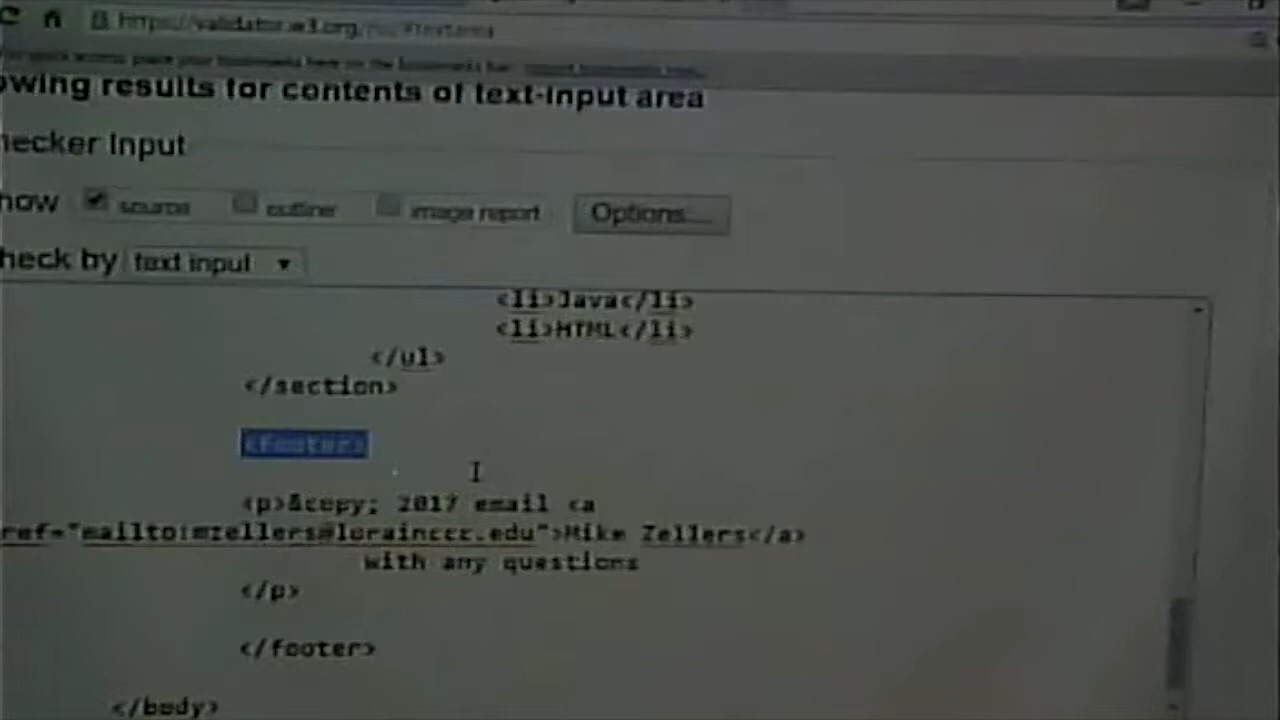 https://validator.w3.org/nu/#textarea
owing results for contents of text-input area
hecker Input
how source outline image report Options...
heck by text input
<li>Java</li>
<li>HTML</li>
</ul>
</section>
<footer>
<p>&copy; 2017 email <a
ref="mailto:mzellers@lorainccc.edu">Mike Zellers</a>
with any questions
</p>
</footer>
</body>